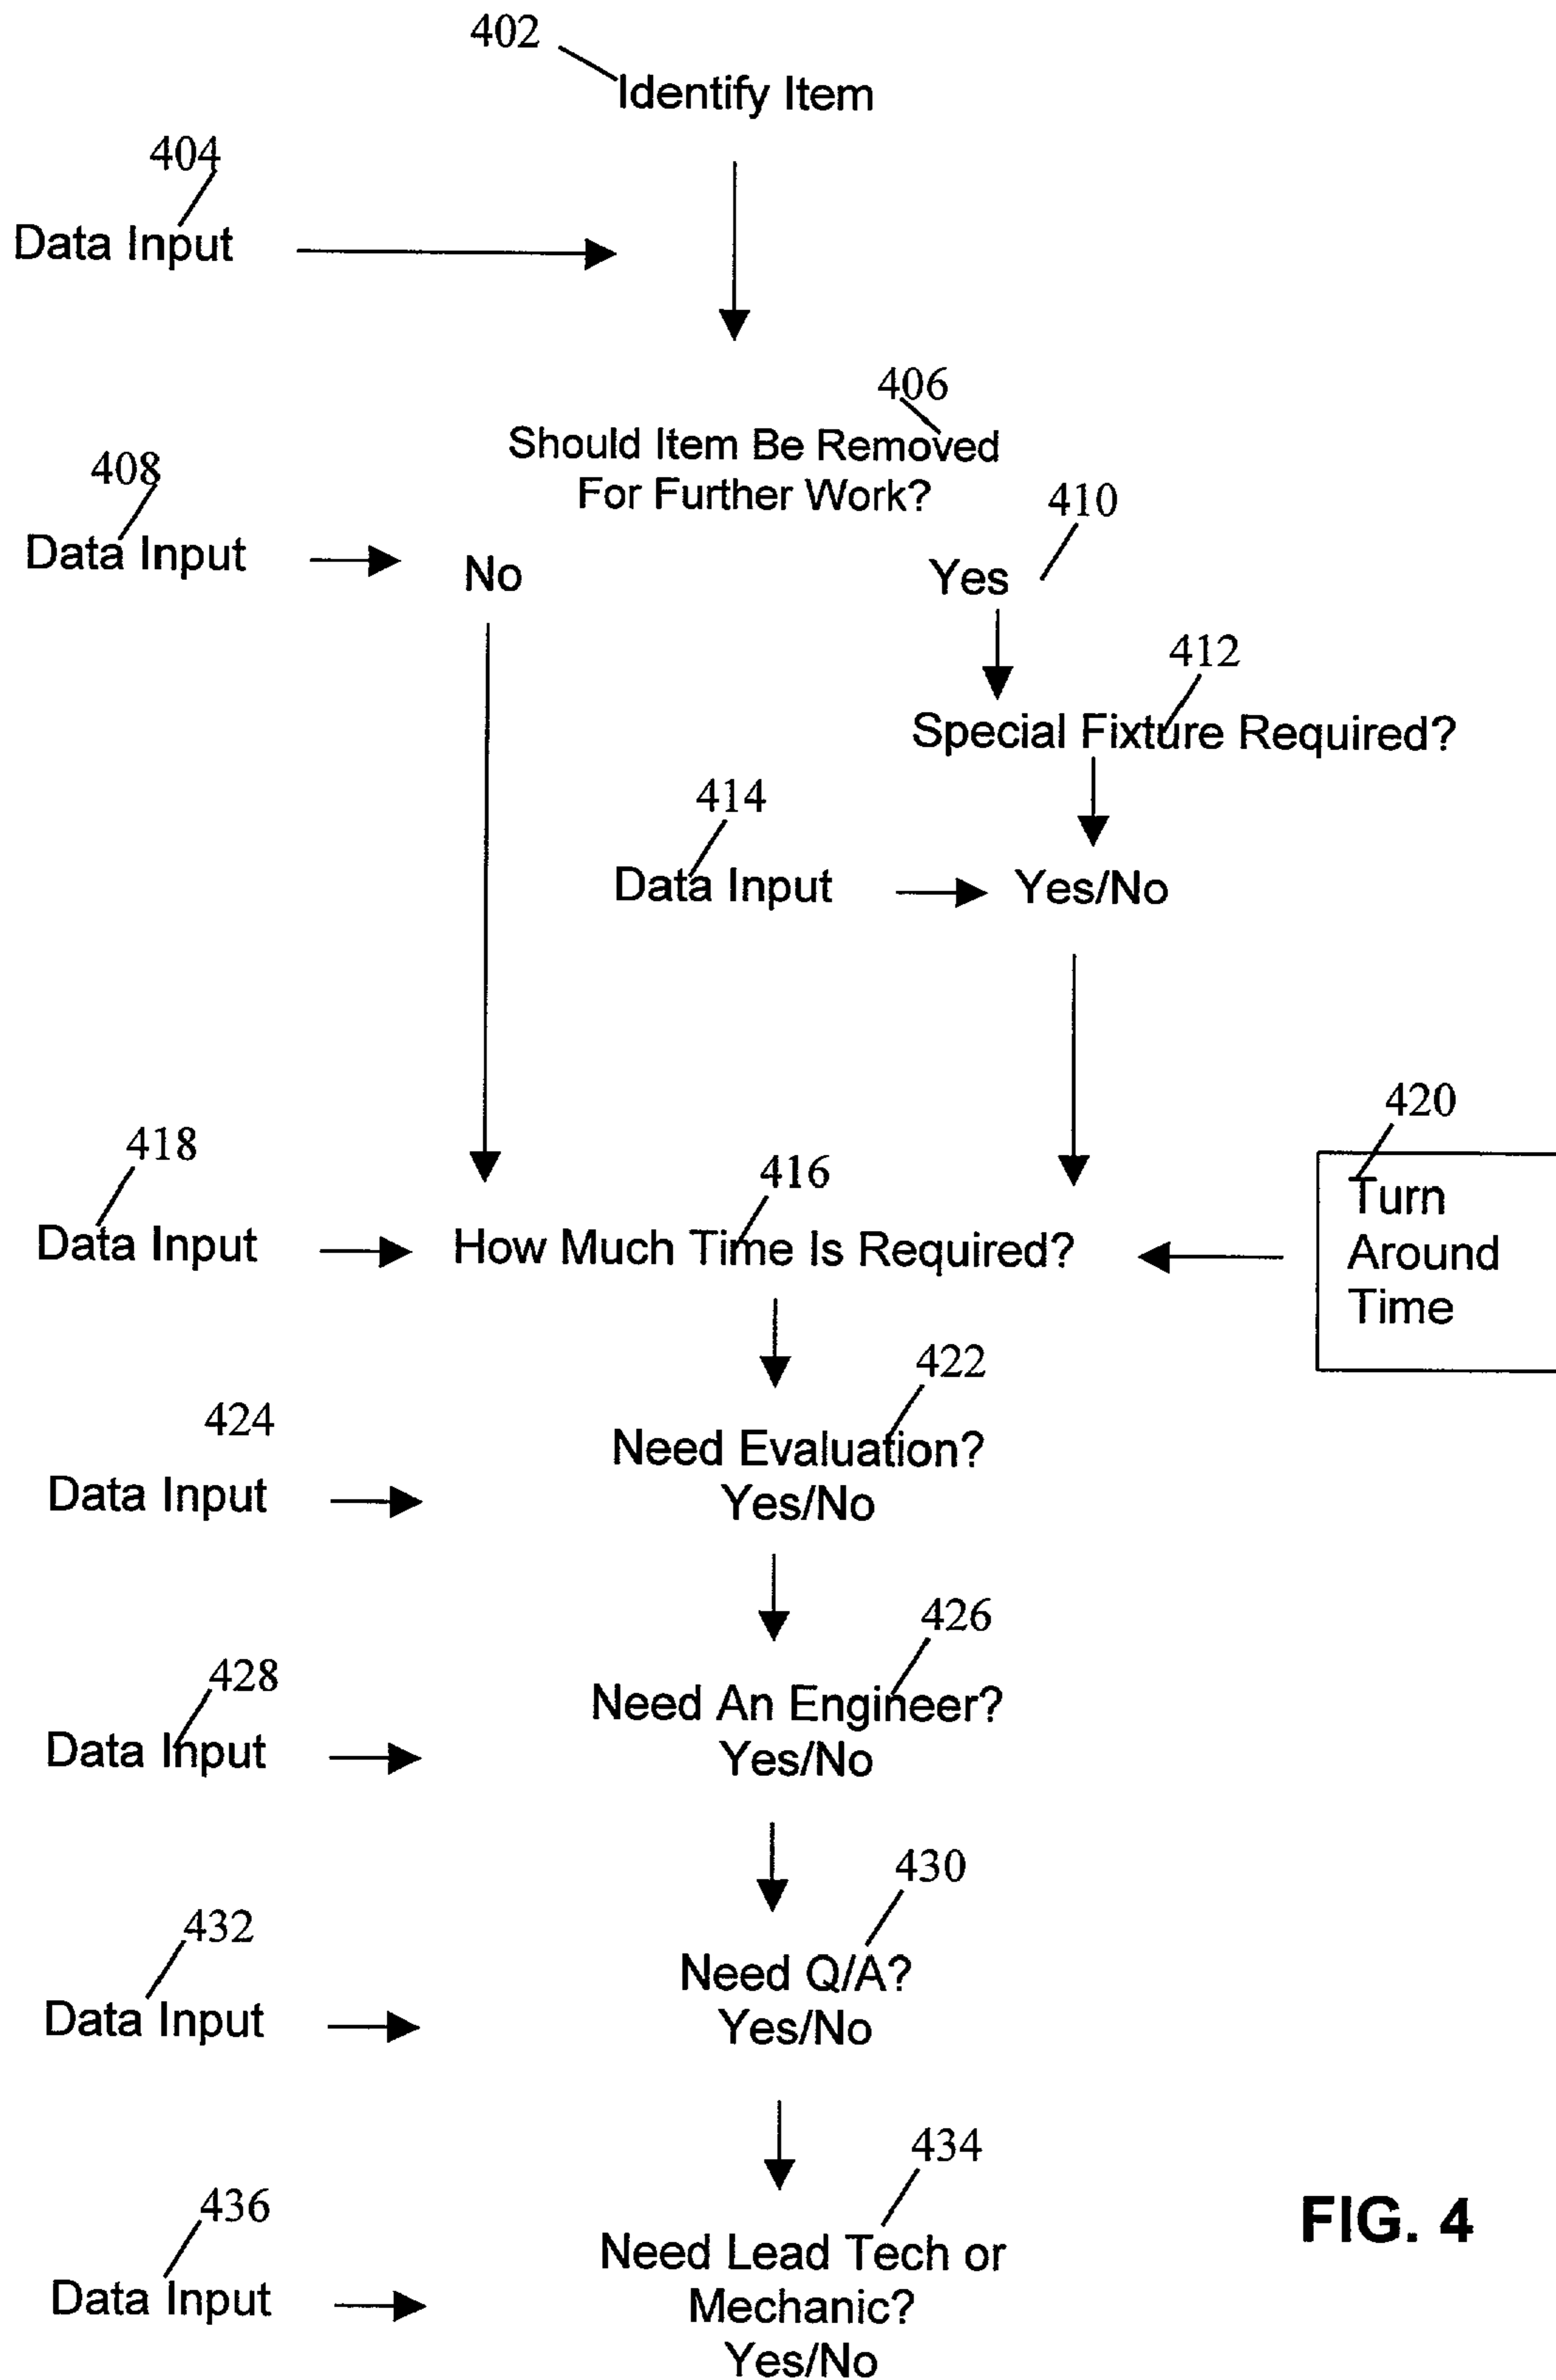 402
Identify Item
404
Data Input
406
Should Item Be Removed
For Further Work?
408
Data Input
No
410
Yes
412
Special Fixture Required?
414
Data Input
Yes/No
418
Data Input
416
How Much Time Is Required?
420
Turn
Around
Time
422
Need Evaluation?
Yes/No
424
Data Input
426
Need An Engineer?
Yes/No
428
Data Input
430
Need Q/A?
Yes/No
432
Data Input
434
Need Lead Tech or
Mechanic?
Yes/No
436
Data Input
FIG. 4